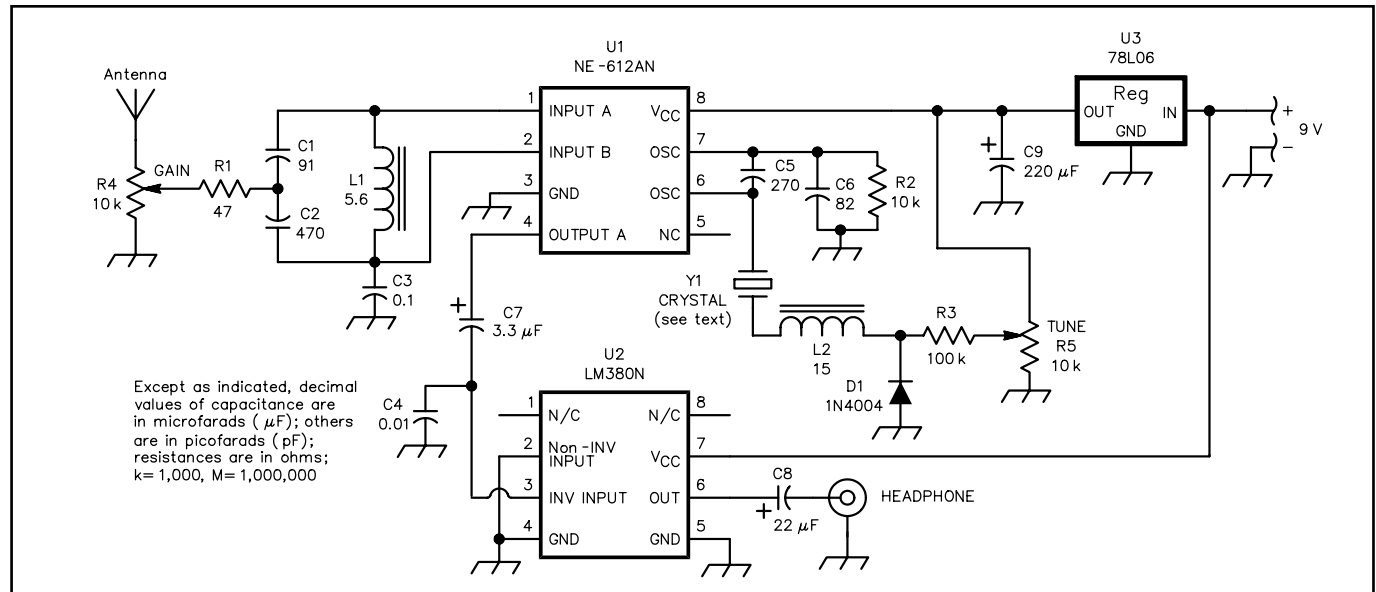 Antenna
R4
10 k
GAIN
R1
47
C1
91
C2
470
L1
5.6
C3
0.1
U1
NE-612AN
1
INPUT A
2
INPUT B
3
GND
4
OUTPUT A
VCC
8
OSC
7
OSC
6
NC
5
C5
270
C6
82
R2
10 k
U3
78L06
Reg
OUT
IN
GND
+
9 V
−
+
C9
220 µF
Y1
CRYSTAL
(see text)
L2
15
R3
100 k
TUNE
R5
10 k
D1
1N4004
+
C7
3.3 µF
C4
0.01
U2
LM380N
1
N/C
2
Non-INV
INPUT
3
INV INPUT
4
GND
N/C
8
VCC
7
OUT
6
GND
5
C8
+
22 µF
HEADPHONE
Except as indicated, decimal
values of capacitance are
in microfarads ( µF); others
are in picofarads ( pF);
resistances are in ohms;
k=1,000, M=1,000,000